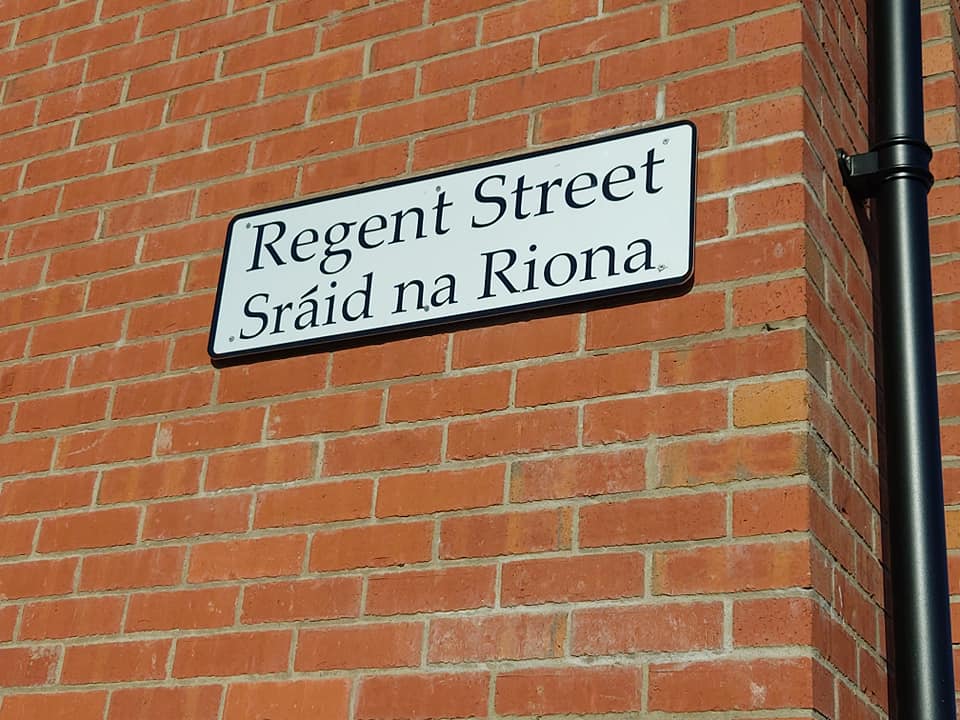 Regent Street
Sráid na Riona